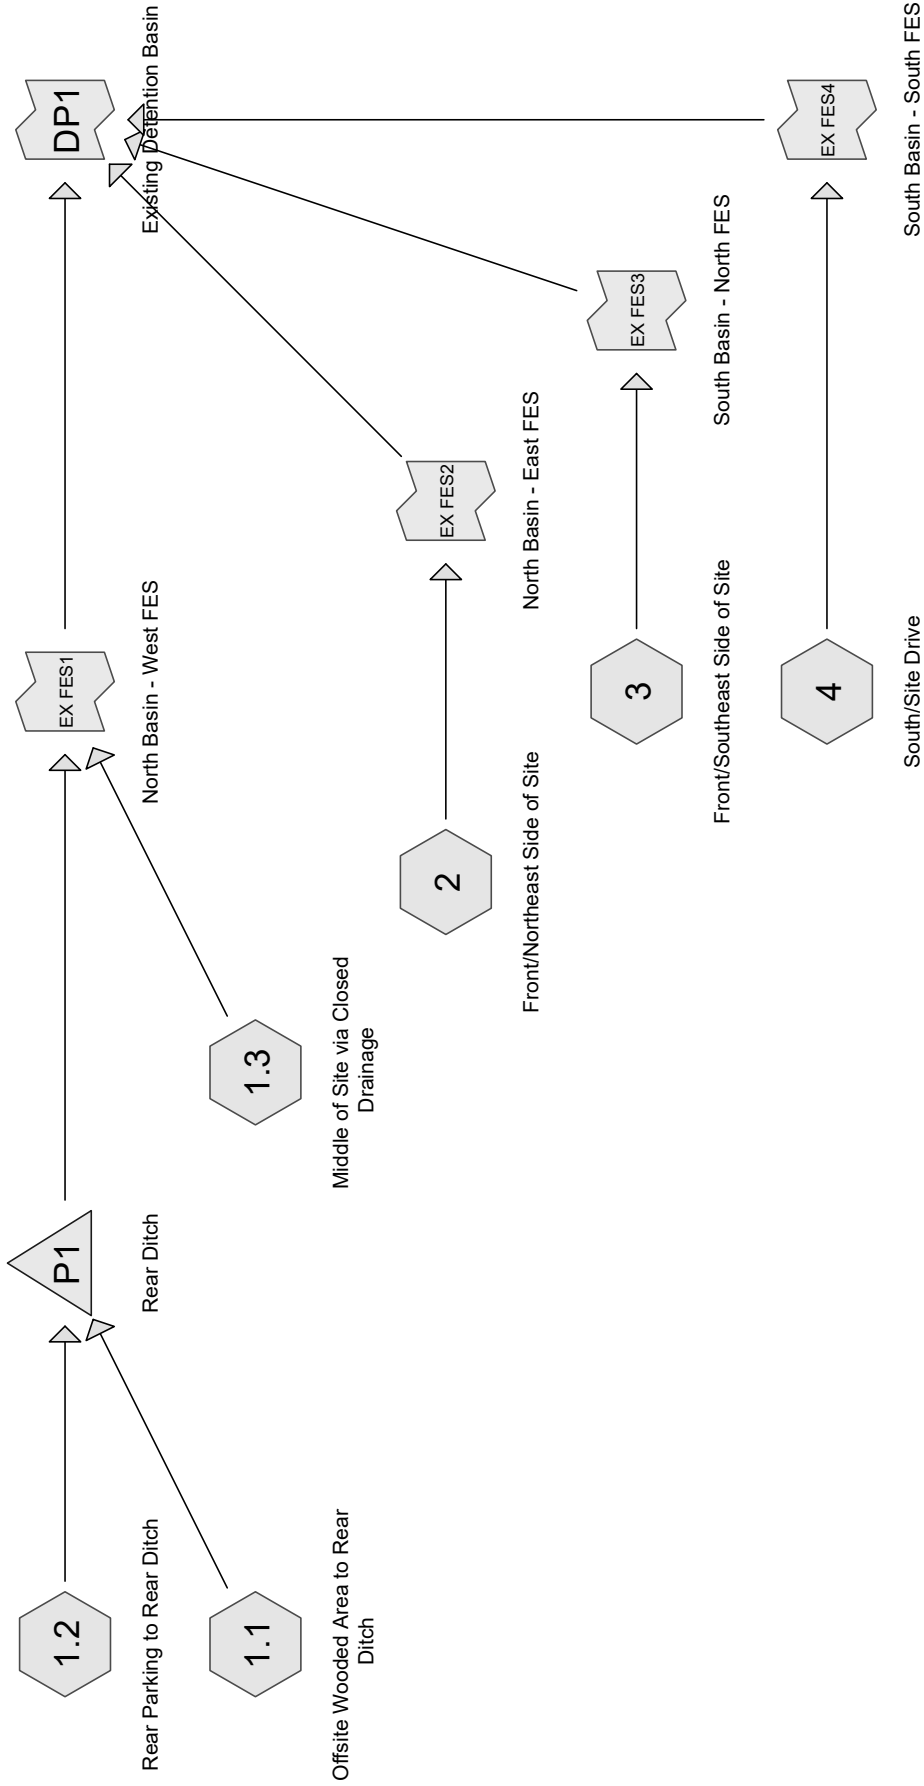 1.2
Rear Parking to Rear Ditch
1.1
Offsite Wooded Area to Rear
Ditch
P1
Rear Ditch
1.3
Middle of Site via Closed
Drainage
EX FES1
North Basin - West FES
2
Front/Northeast Side of Site
3
Front/Southeast Side of Site
4
South/Site Drive
EX FES2
North Basin - East FES
EX FES3
South Basin - North FES
DP1
Existing Detention Basin
EX FES4
South Basin - South FES